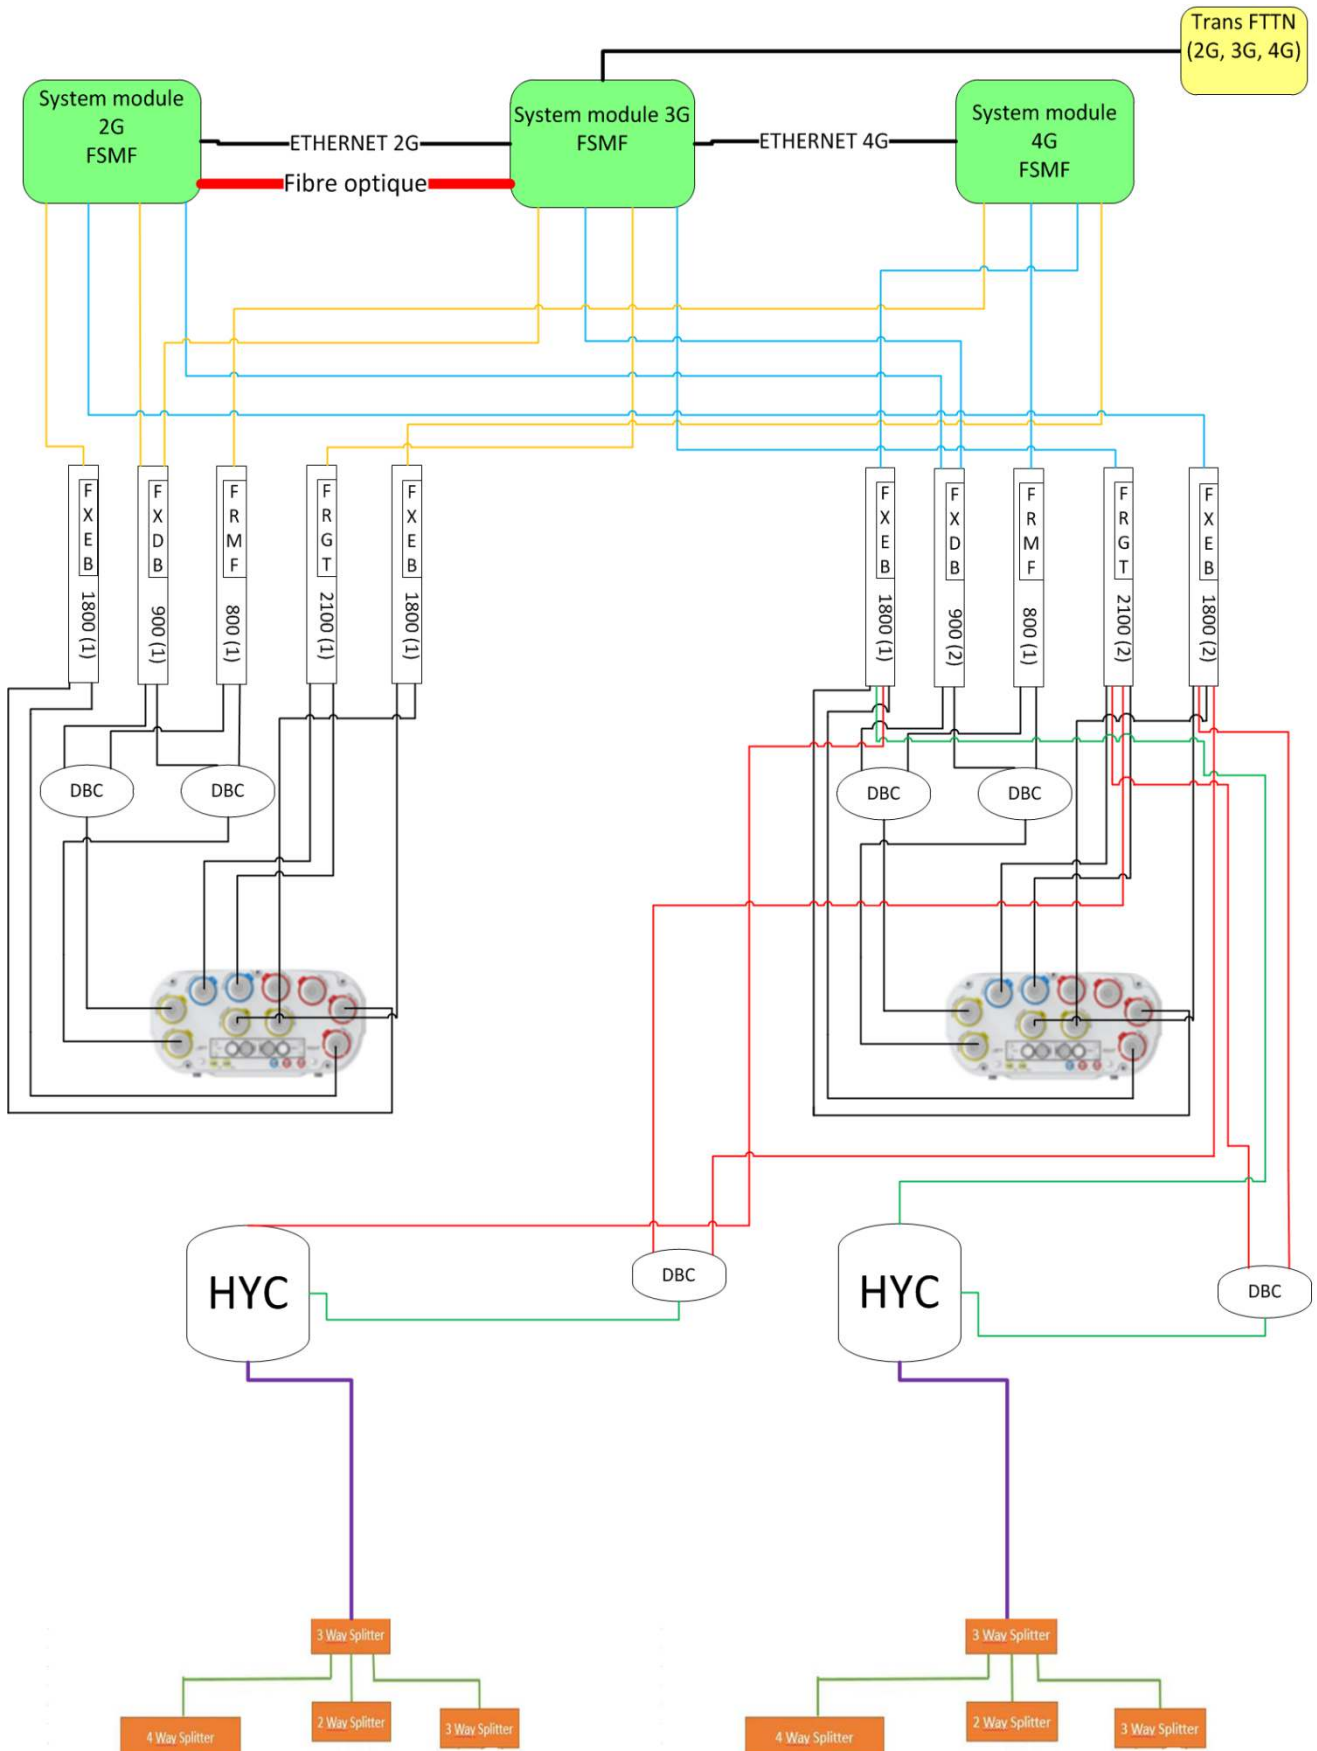 Trans FTTN
(2G, 3G, 4G)
System module
2G
FSMF
ETHERNET 2G
Fibre optique
System module 3G
FSMF
ETHERNET 4G
System module
4G
FSMF
FXEB
1800 (1)
FXDB
900 (1)
FRMF
800 (1)
FRGT
2100 (1)
FXEB
1800 (1)
FXEB
1800 (1)
FXDB
900 (2)
FRMF
800 (1)
FRGT
2100 (2)
FXEB
1800 (2)
DBC
DBC
DBC
DBC
HYC
DBC
HYC
DBC
3 Way Splitter
4 Way Splitter
2 Way Splitter
3 Way Splitter
3 Way Splitter
4 Way Splitter
2 Way Splitter
3 Way Splitter